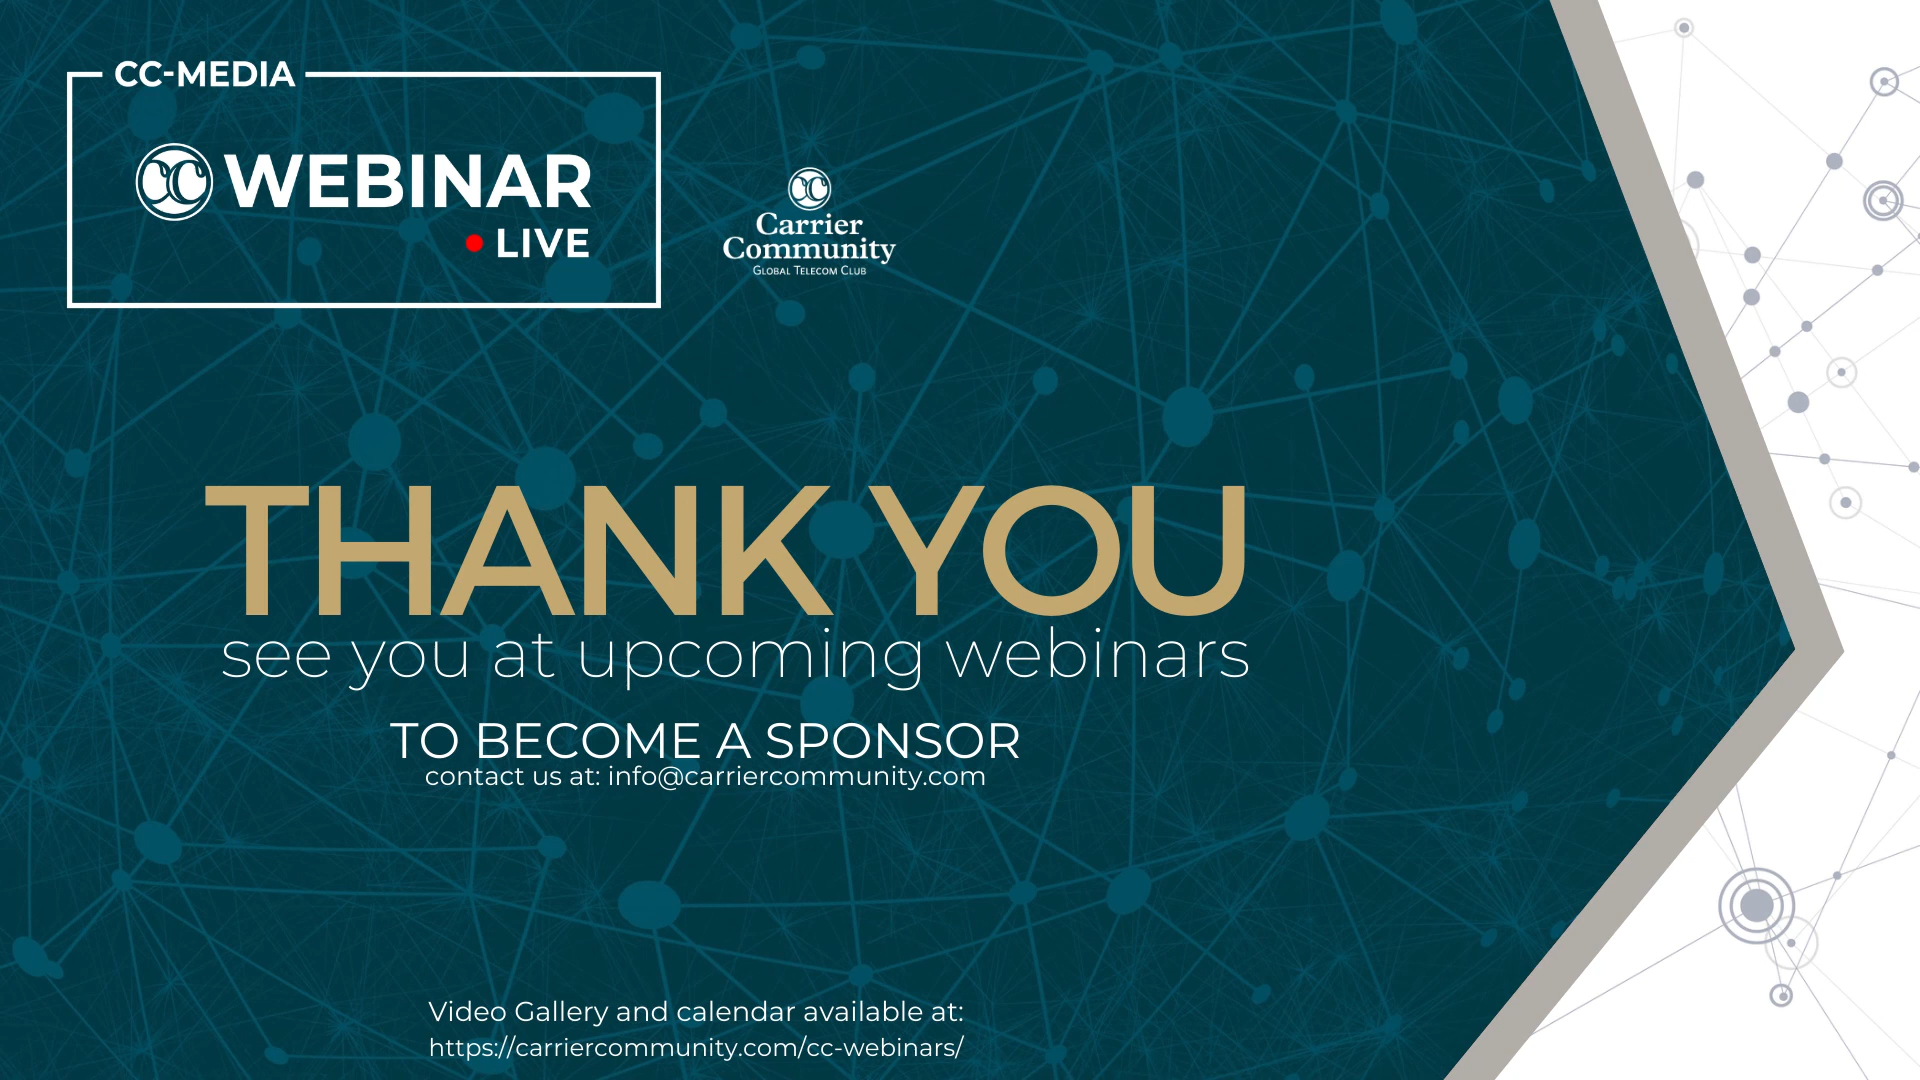 CC-MEDIA
WEBINAR
LIVE
Carrier
Community
GLOBAL TELECOM CLUB
THANK YOU
see you at upcoming webinars
TO BECOME A SPONSOR
contact us at: info@carriercommunity.com
Video Gallery and calendar available at:
https://carriercommunity.com/cc-webinars/